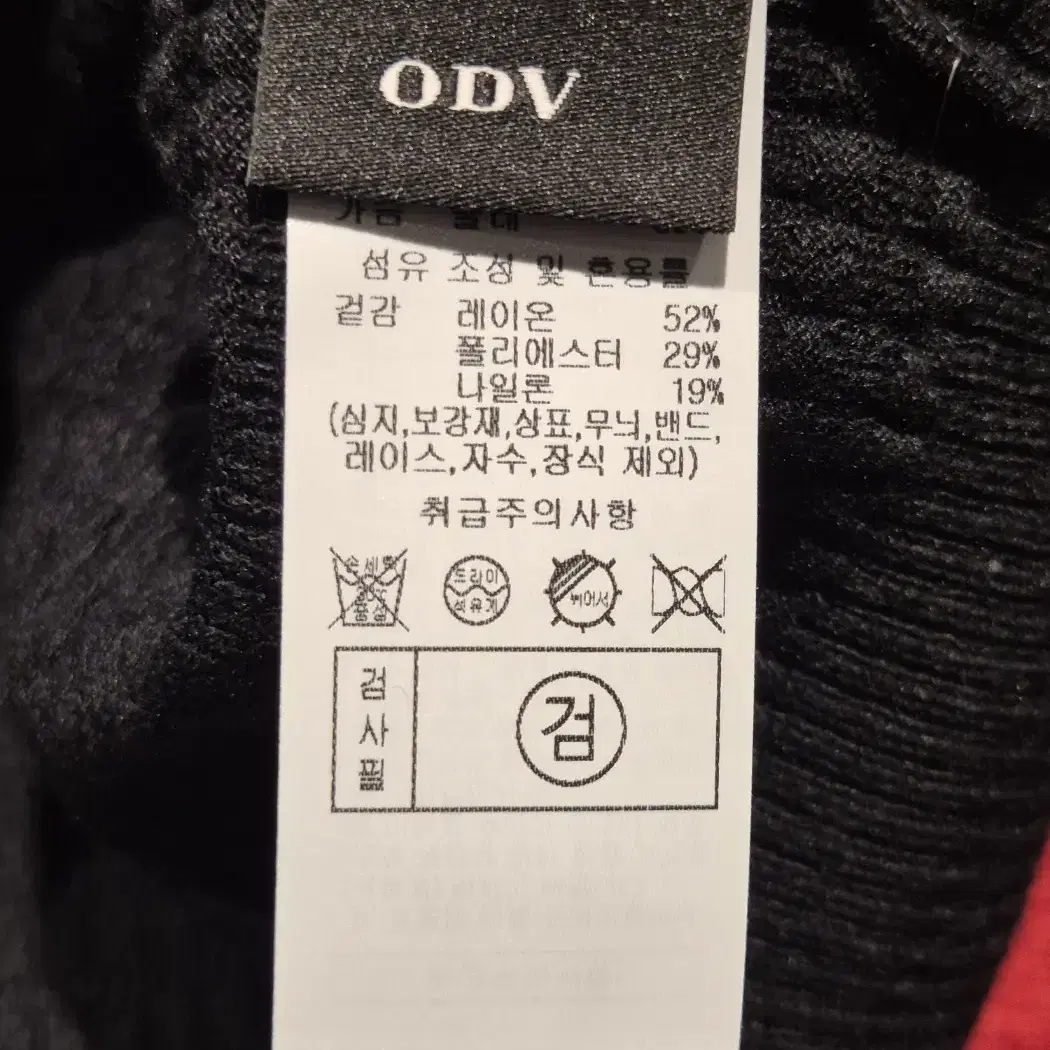 ODV
섬유 조성 및 혼용률
겉감 레이온 52%
폴리에스터 29%
나일론 19%
(심지,보강재,상표,무늬,밴드,
레이스,자수,장식 제외)
취급주의사항
드라이
석유계
뉘어서
검사필
검